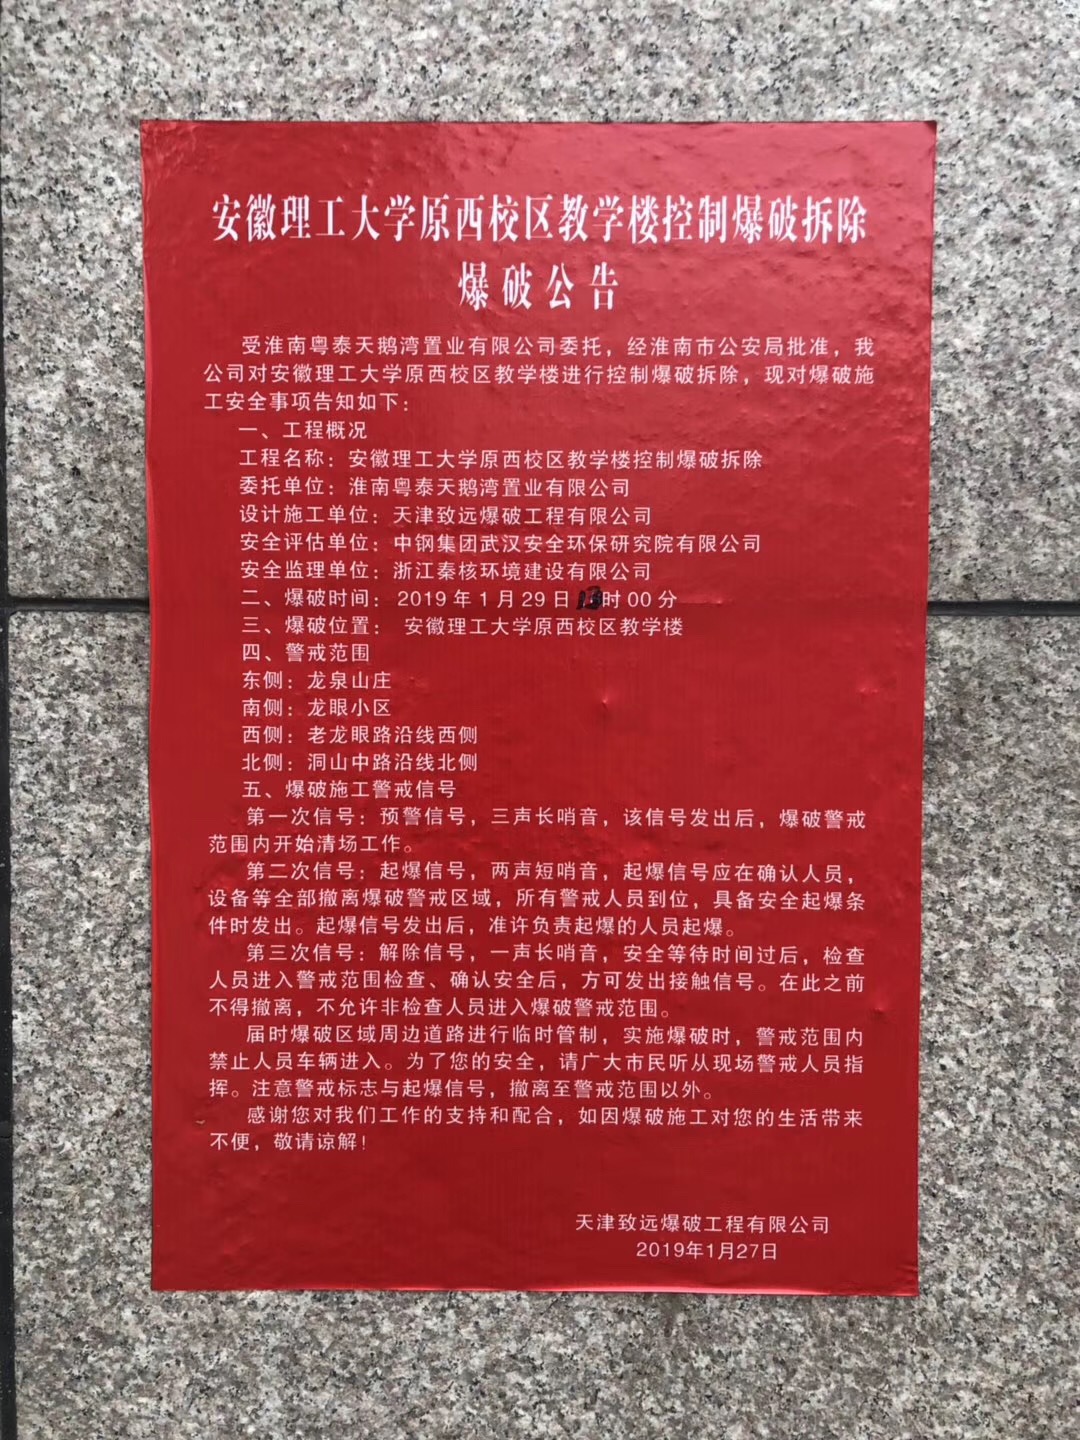 安徽理工大学原西校区教学楼控制爆破拆除
爆破公告
受淮南粤泰天鹅湾置业有限公司委托，经淮南市公安局批准，我
公司对安徽理工大学原西校区教学楼进行控制爆破拆除，现对爆破施
工安全事项告知如下：
一、工程概况
工程名称：安徽理工大学原西校区教学楼控制爆破拆除
委托单位：淮南粤泰天鹅湾置业有限公司
设计施工单位：天津致远爆破工程有限公司
安全评估单位：中钢集团武汉安全环保研究院有限公司
安全监理单位：浙江秦核环境建设有限公司
二、爆破时间：2019年1月29日时00分
三、爆破位置：安徽理工大学原西校区教学楼
四、警戒范围
东侧：龙泉山庄
南侧：龙眼小区
西侧：老龙眼路沿线西侧
北侧：洞山中路沿线北侧
五、爆破施工警戒信号
第一次信号：预警信号，三声长哨音，该信号发出后，爆破警戒
范围内开始清场工作。
第二次信号：起爆信号，两声短哨音，起爆信号应在确认人员，
设备等全部撤离爆破警戒区域，所有警戒人员到位，具备安全起爆条
件时发出。起爆信号发出后，准许负责起爆的人员起爆。
第三次信号：解除信号，一声长哨音，安全等待时间过后，检查
人员进入警戒范围检查、确认安全后，方可发出接触信号。在此之前
不得撤离，不允许非检查人员进入爆破警戒范围。
届时爆破区域周边道路进行临时管制，实施爆破时，警戒范围内
禁止人员车辆进入。为了您的安全，请广大市民听从现场警戒人员指
挥。注意警戒标志与起爆信号，撤离至警戒范围以外。
感谢您对我们工作的支持和配合，如因爆破施工对您的生活带来
不便，敬请谅解！
天津致远爆破工程有限公司
2019年1月27日